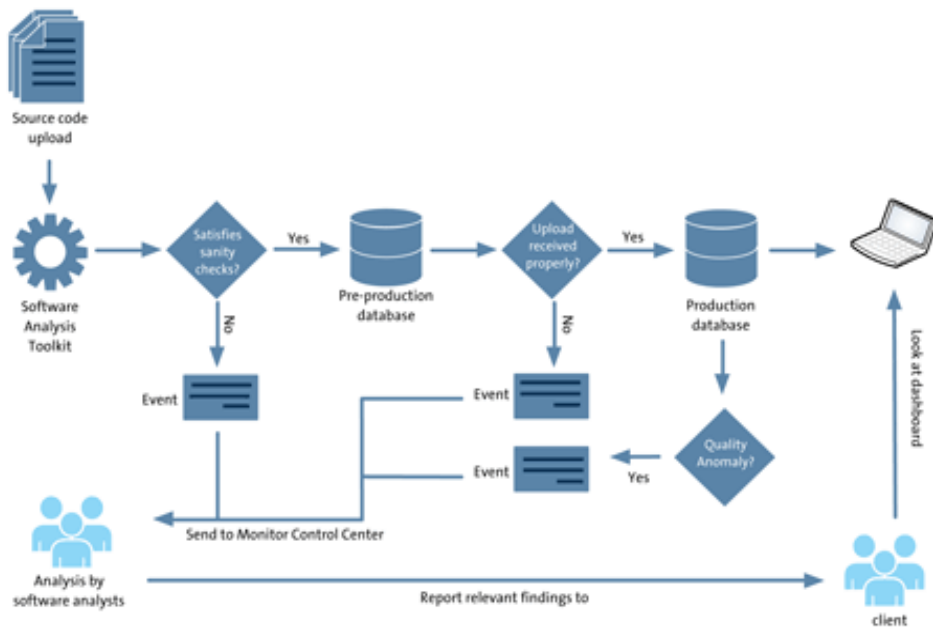 Source code
upload
Satisfies
sanity
checks?
Yes
Upload
received
properly?
Yes
Software
Analysis
Toolkit
Pre-production
database
Production
database
No
No
Look at dashboard
Event
Event
Quality
Anomaly?
Event
Yes
Send to Monitor Control Center
Analysis by
software analysts
Report relevant findings to
client